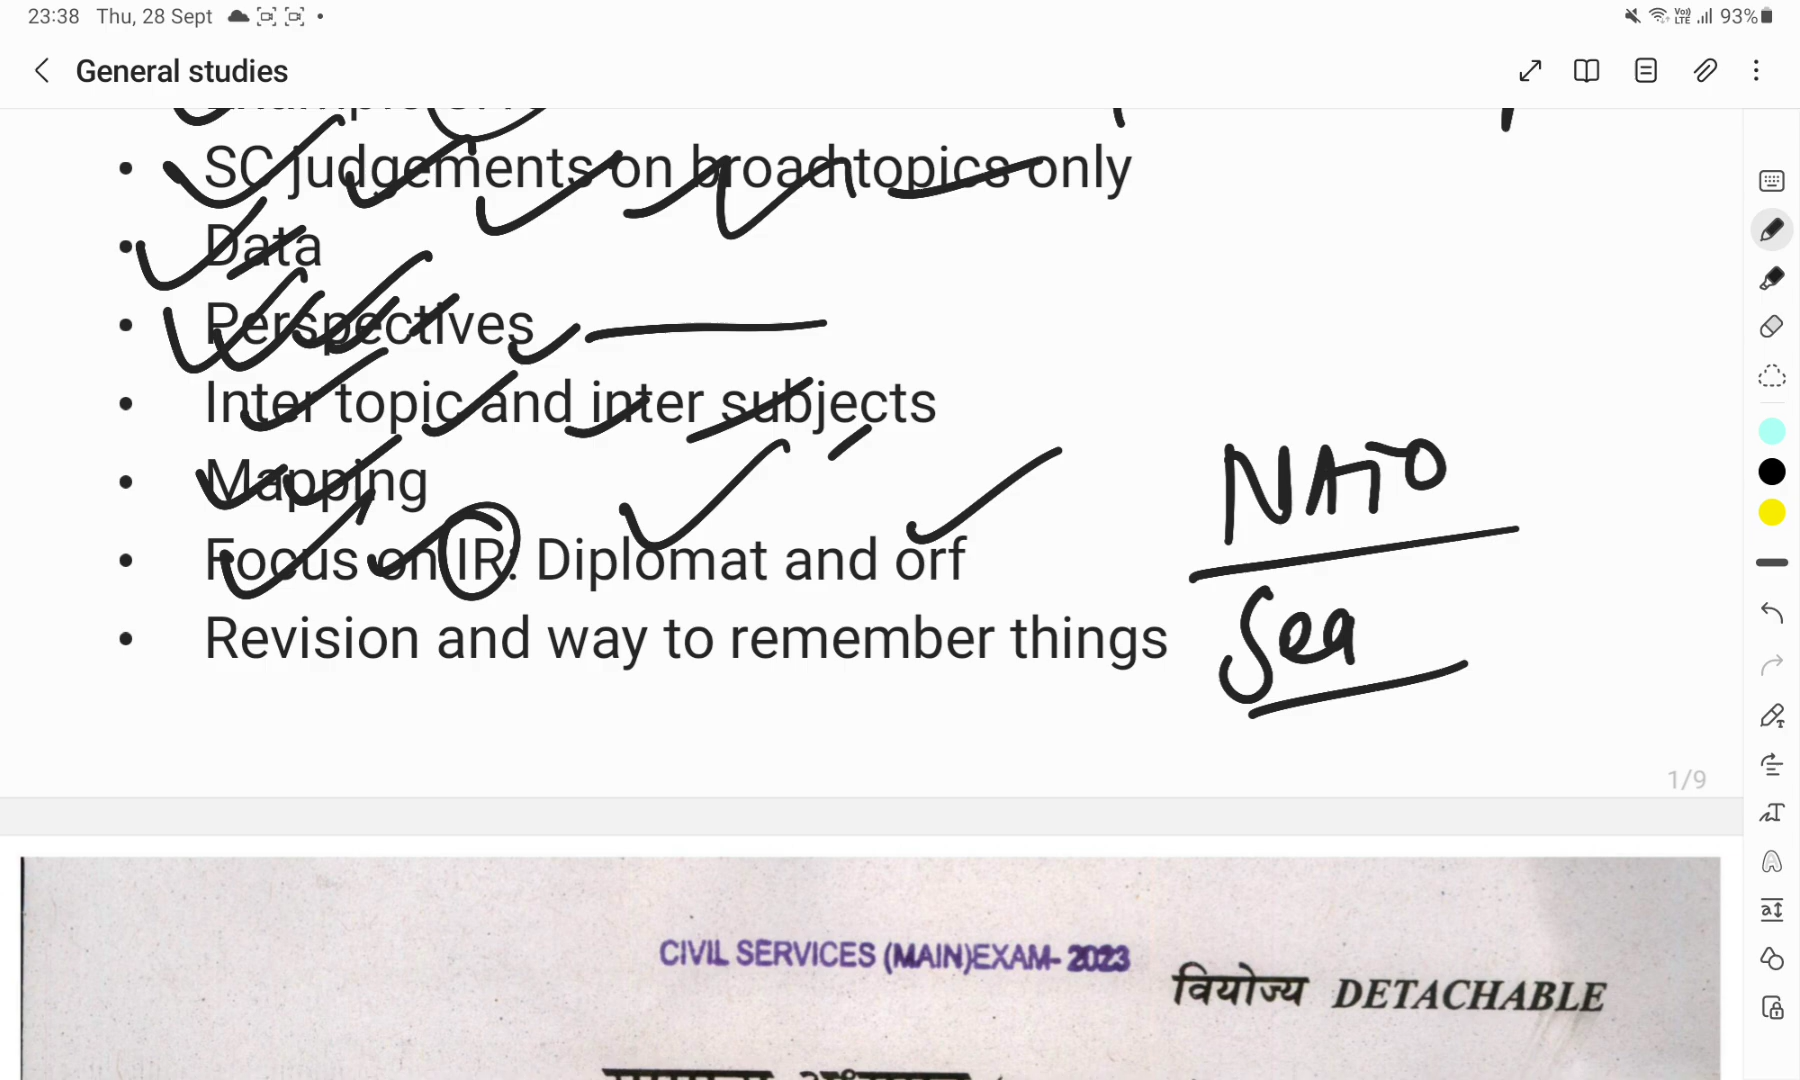 23:38 Thu, 28 Sept
93%
General studies
• SC judgements on broad topics only
• Data
• Perspectives
• Inter topic and inter subjects
• Mapping
• Focus on IR: Diplomat and orf
• Revision and way to remember things
NATO
Sea
1/9
CIVIL SERVICES (MAIN)EXAM- 2023
वियोज्य DETACHABLE